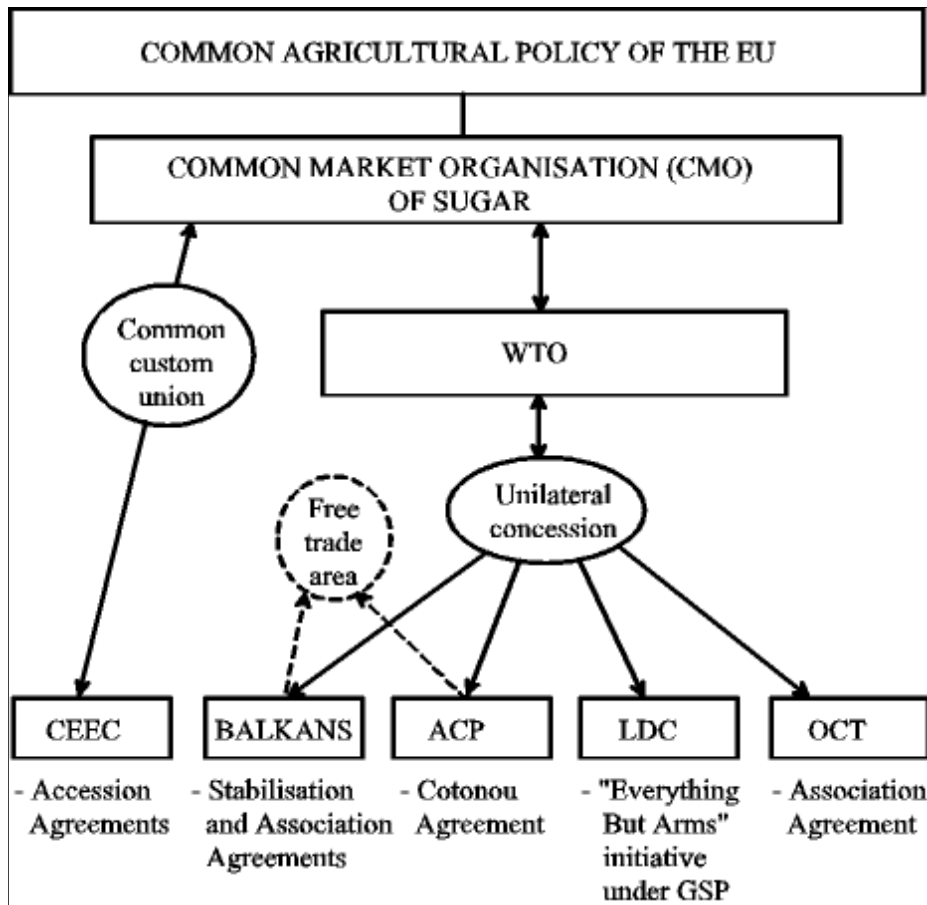 COMMON AGRICULTURAL POLICY OF THE EU
COMMON MARKET ORGANISATION (CMO)
OF SUGAR
Common
custom
union
WTO
Unilateral
concession
Free
trade
area
CEEC
BALKANS
ACP
LDC
OCT
- Accession
Agreements
- Stabilisation
and Association
Agreements
- Cotonou
Agreement
- "Everything
But Arms"
initiative
under GSP
- Association
Agreement